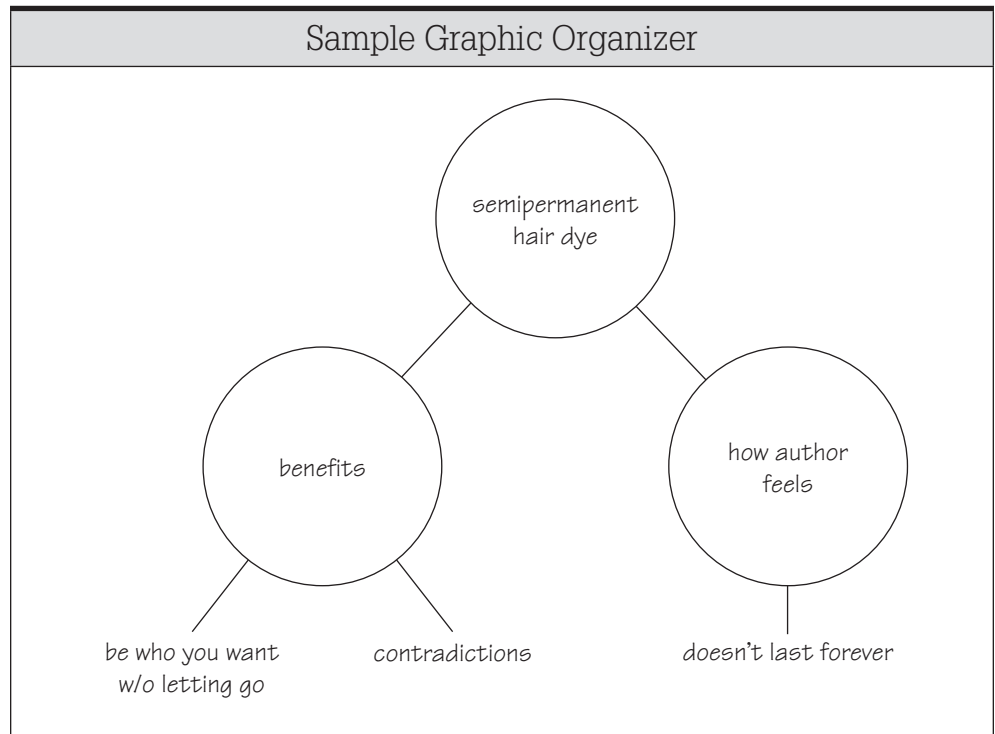 Sample Graphic Organizer
semipermanent
hair dye
benefits
how author
feels
be who you want
w/o letting go
contradictions
doesn't last forever